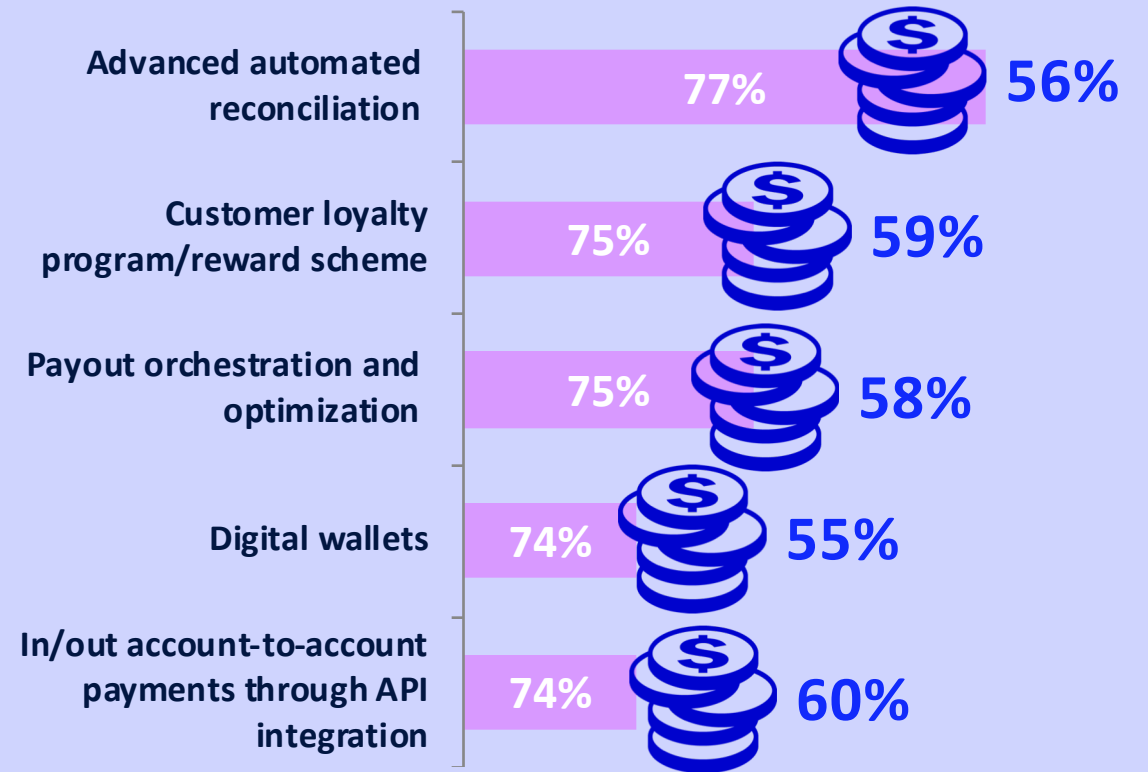 Advanced automated
reconciliation
77%
$
56%
Customer loyalty
program/reward scheme
75%
$
59%
Payout orchestration and
optimization
75%
$
58%
Digital wallets
74%
$
55%
In/out account-to-account
payments through API
integration
74%
$
60%